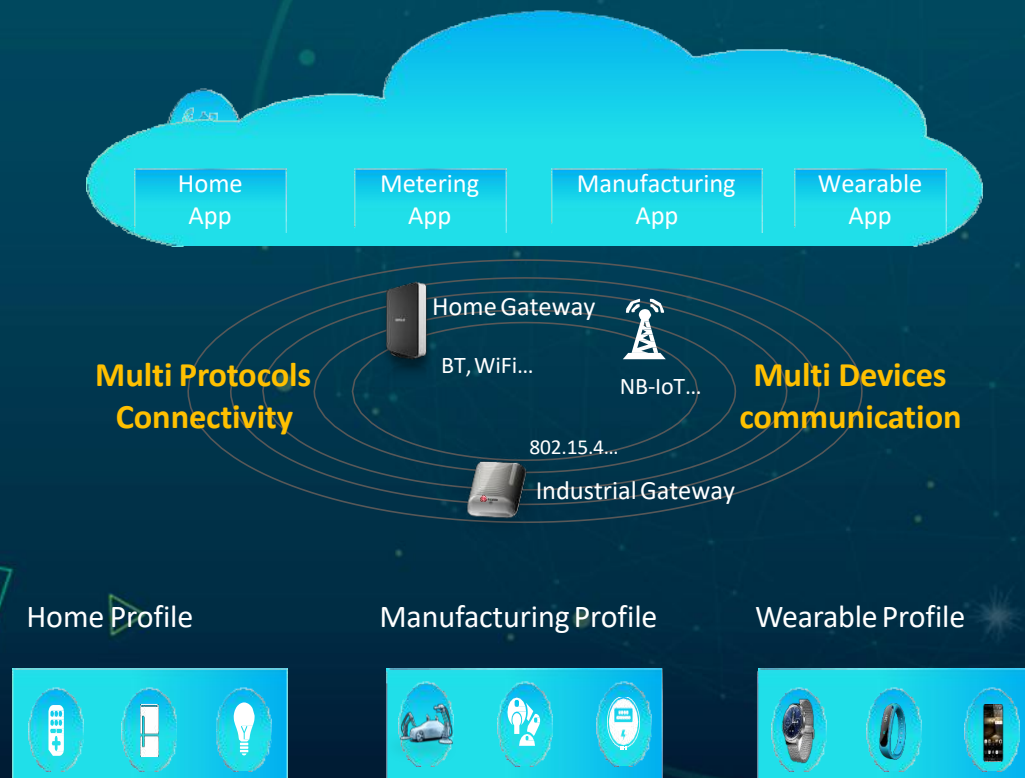 Home
App
Metering
App
Manufacturing
App
Wearable
App
Home Gateway
BT, WiFi...
NB-IoT...
Multi Protocols
Connectivity
Multi Devices
communication
802.15.4...
Industrial Gateway
Home Profile
Manufacturing Profile
Wearable Profile